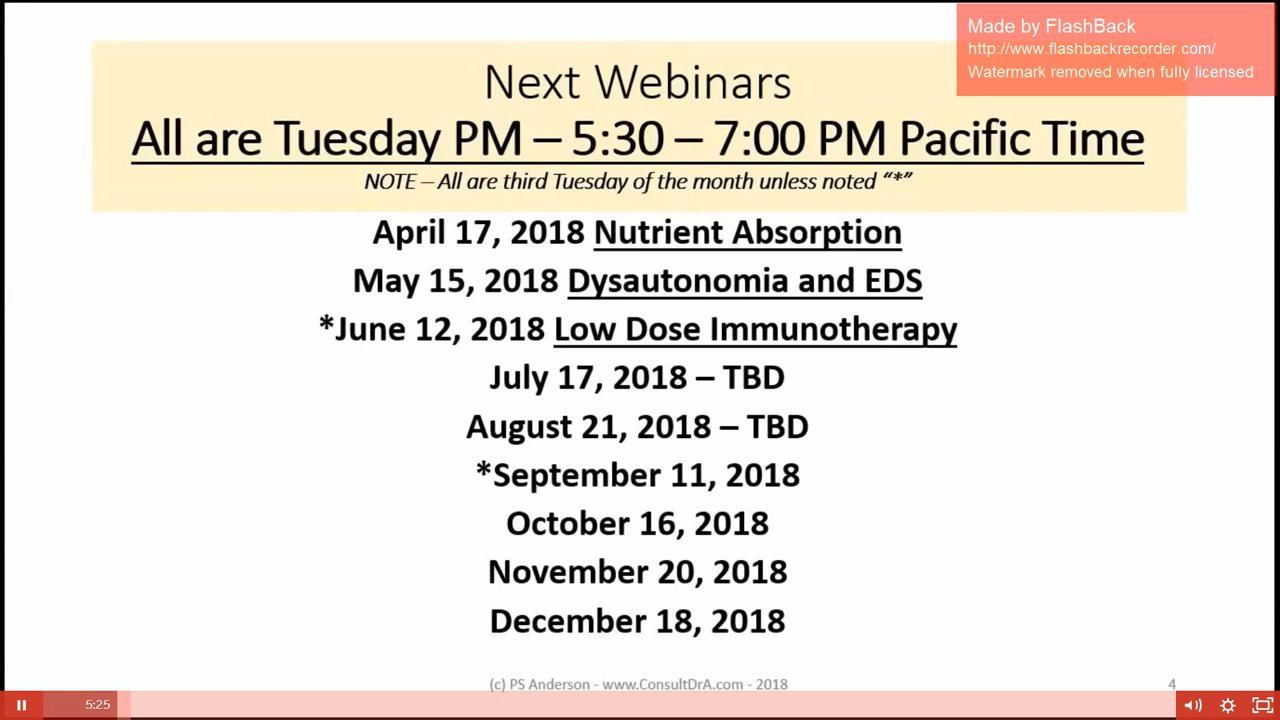 Made by FlashBack
http://www.flashbackrecorder.com/
Watermark removed when fully licensed
Next Webinars
All are Tuesday PM – 5:30 – 7:00 PM Pacific Time
NOTE – All are third Tuesday of the month unless noted “*”
April 17, 2018 Nutrient Absorption
May 15, 2018 Dysautonomia and EDS
*June 12, 2018 Low Dose Immunotherapy
July 17, 2018 – TBD
August 21, 2018 – TBD
*September 11, 2018
October 16, 2018
November 20, 2018
December 18, 2018
(c) PS Anderson - www.ConsultDrA.com - 2018
4
5:25